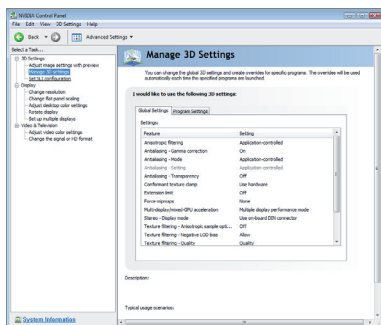 NVIDIA Control Panel
File Edit View 3D Settings Help
Back
Advanced Settings
Select a Task...
3D Settings
Adjust image settings with preview
Manage 3D settings
Set SLI configuration
Display
Change resolution
Change flat panel scaling
Adjust desktop color settings
Rotate display
Set up multiple displays
Video & Television
Adjust video color settings
Change the signal or HD format
System Information
Manage 3D Settings
You can change the global 3D settings and create overrides for specific programs. The overrides will be used
automatically each time the specified programs are launched.
I would like to use the following 3D settings:
Global Settings Program Settings
Settings:
Feature Setting
Anisotropic filtering Application-controlled
Antialiasing - Gamma correction On
Antialiasing - Mode Application-controlled
Antialiasing - Setting Application-controlled
Antialiasing - Transparency Off
Conformant texture clamp Use hardware
Extension limit Off
Force mipmaps None
Multi-display/mixed-GPU acceleration Multiple display performance mode
Stereo - Display mode Use on-board DIN connector
Texture filtering - Anisotropic sample opti... Off
Texture filtering - Negative LOD bias Allow
Texture filtering - Quality Quality
Description:
Typical usage scenarios: